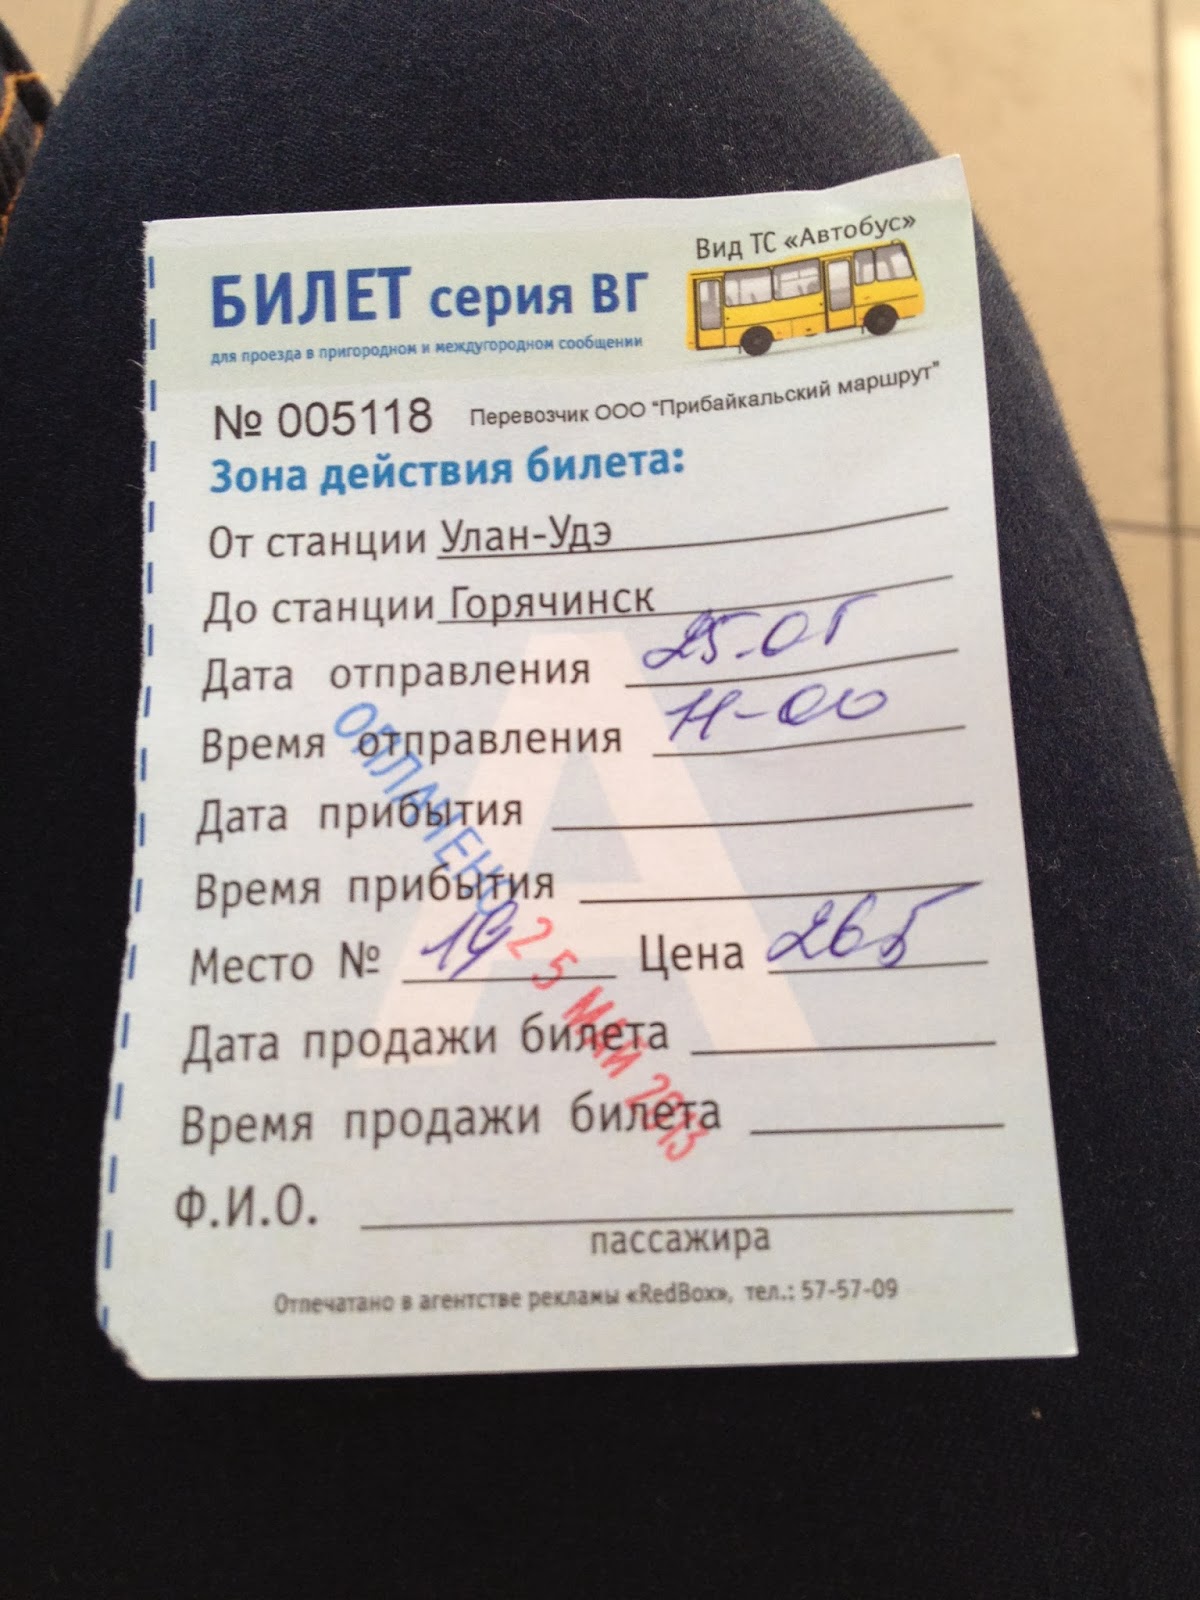 Вид ТС «Автобус»
БИЛЕТ серия ВГ
для проезда в пригородном и междугородном сообщении
№ 005118 Перевозчик ООО "Прибайкальский маршрут"
Зона действия билета:
От станции Улан-Удэ
До станции Горячинск
Дата отправления 25-05
Время отправления 11-00
Дата прибытия
Время прибытия
ОПЛАЧЕНО
Место № 19 Цена 265
25 МАЙ 2013
Дата продажи билета
Время продажи билета
Ф.И.О.
пассажира
Отпечатано в агентстве рекламы «RedBox», тел.: 57-57-09